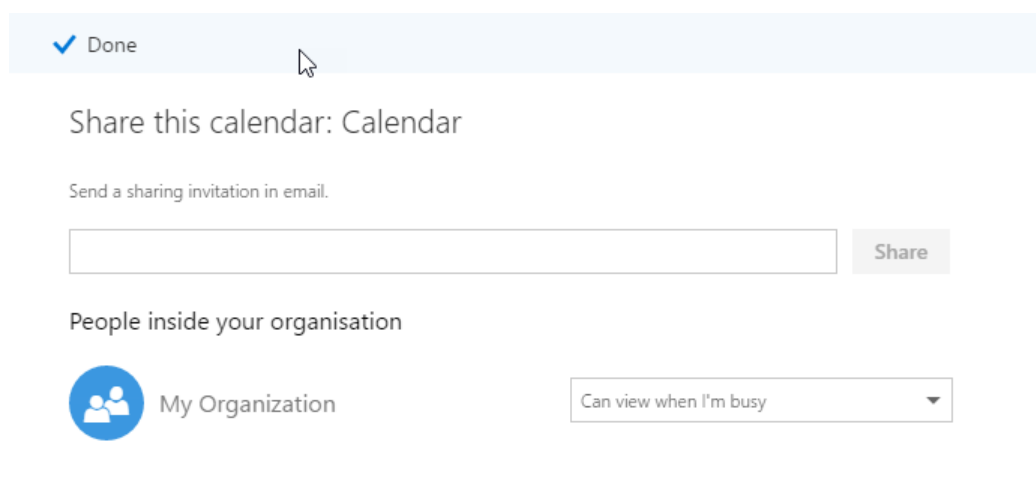 Done
Share this calendar: Calendar
Send a sharing invitation in email.
Share
People inside your organisation
My Organization
Can view when I'm busy